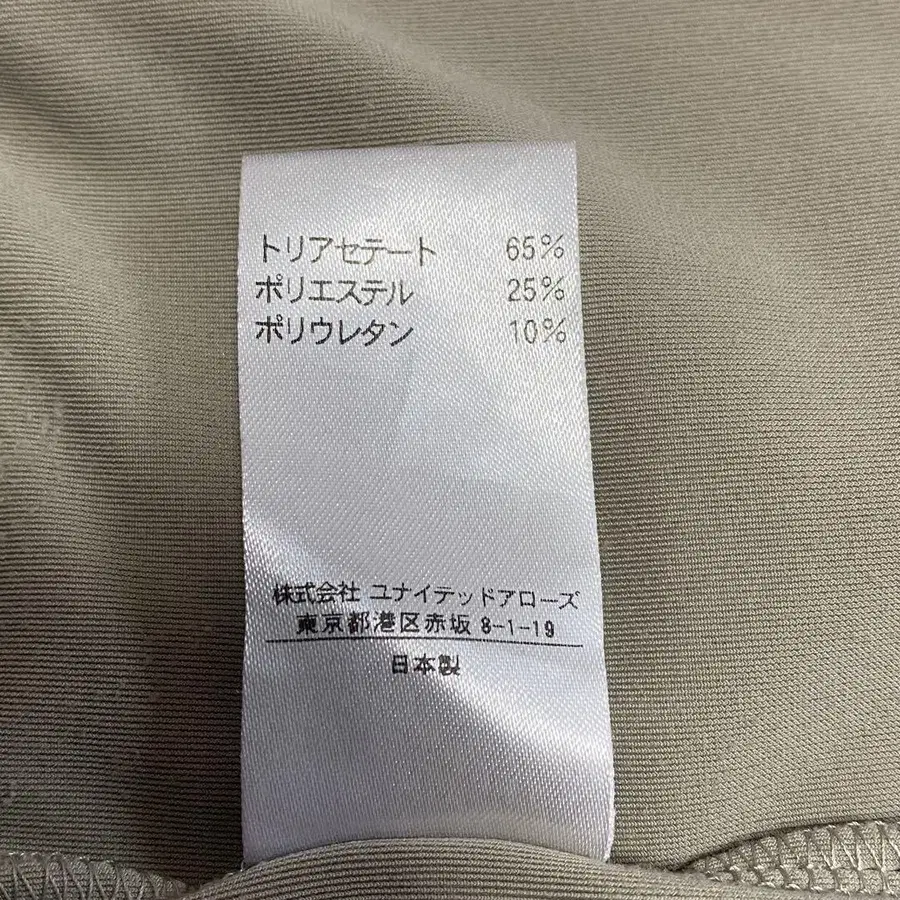 トリアセテート 65%
ポリエステル 25%
ポリウレタン 10%
株式会社 ユナイテッドアローズ
東京都港区赤坂 8-1-19
日本製